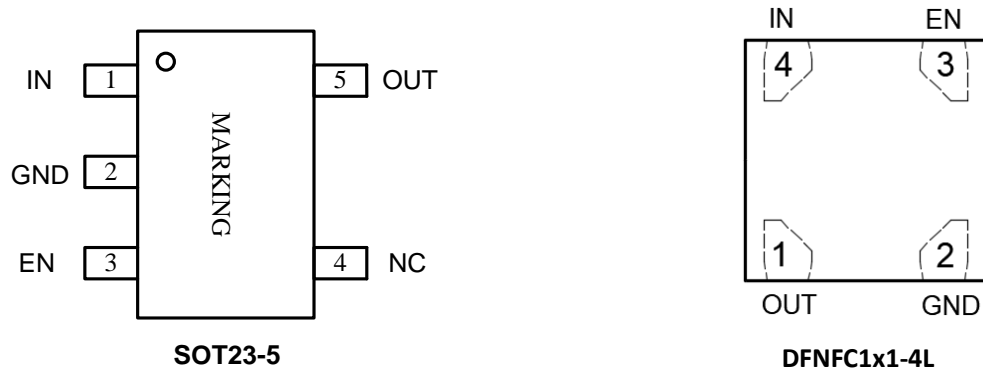 IN 1 5 OUT
GND 2
EN 3 4 NC
MARKING
SOT23-5
IN EN
4 3
1 2
OUT GND
DFNFC1x1-4L